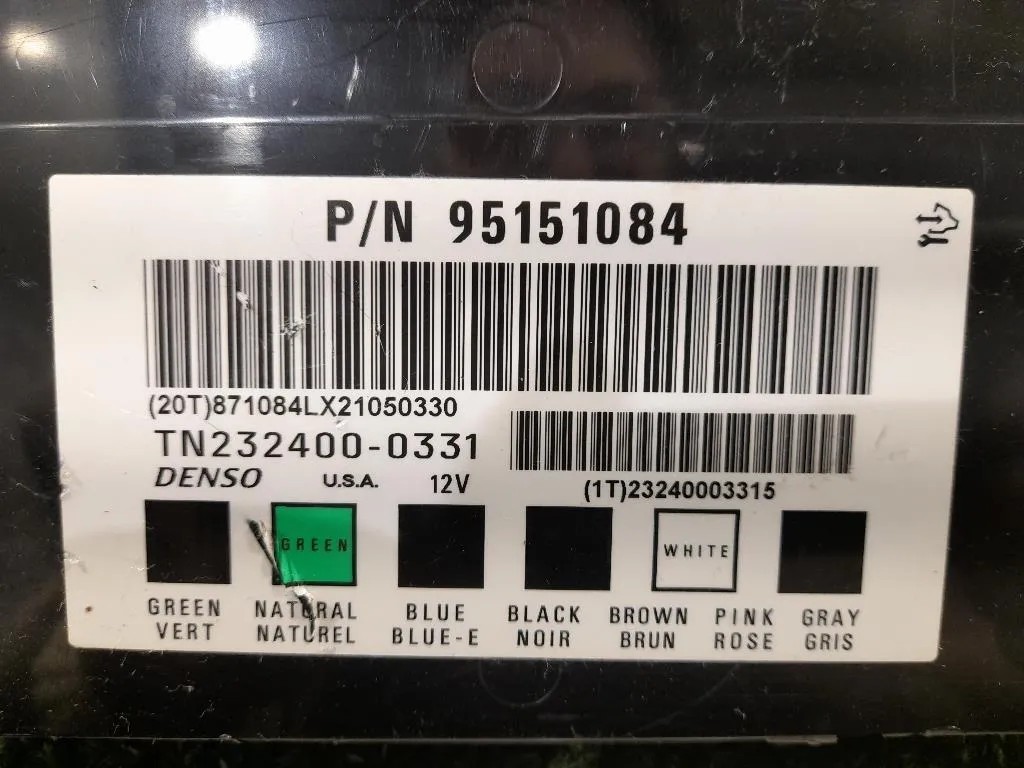 P/N 95151084
(20T)871084LX21050330
TN232400-0331
DENSO U.S.A. 12V
(1T)23240003315
GREEN WHITE
GREEN NATURAL BLUE BLACK BROWN PINK GRAY
VERT NATUREL BLUE-E NOIR BRUN ROSE GRIS